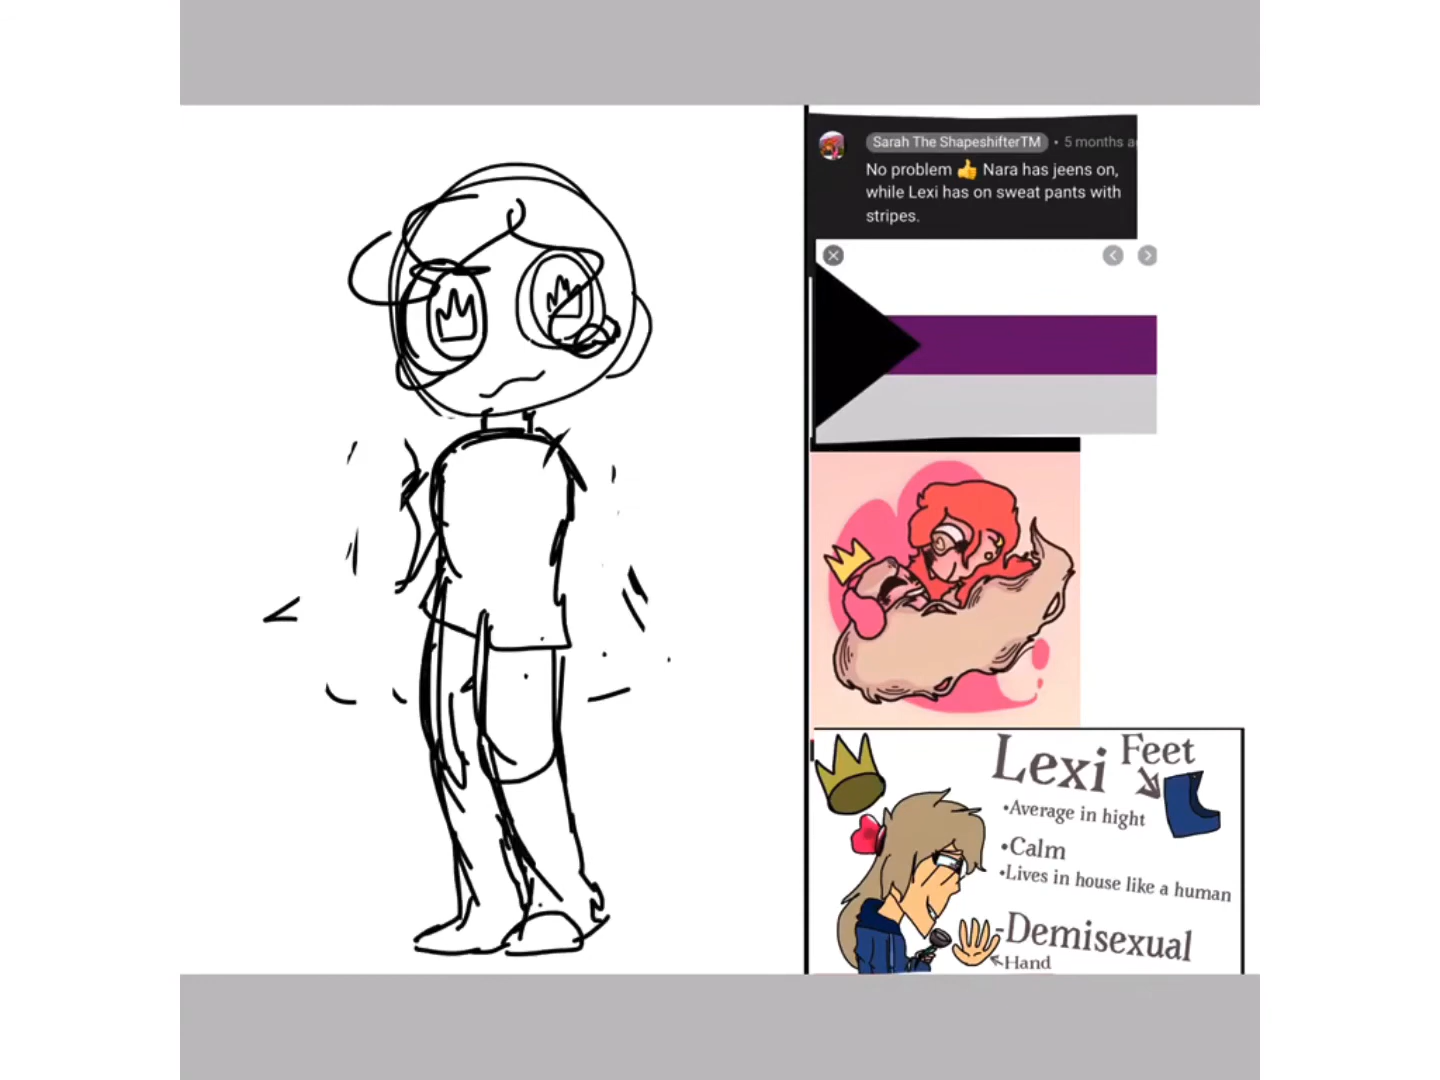 Sarah The ShapeshifterTM • 5 months a
No problem 👍 Nara has jeens on,
while Lexi has on sweat pants with
stripes.
Lexi Feet
•Average in hight
•Calm
•Lives in house like a human
-Demisexual
Hand